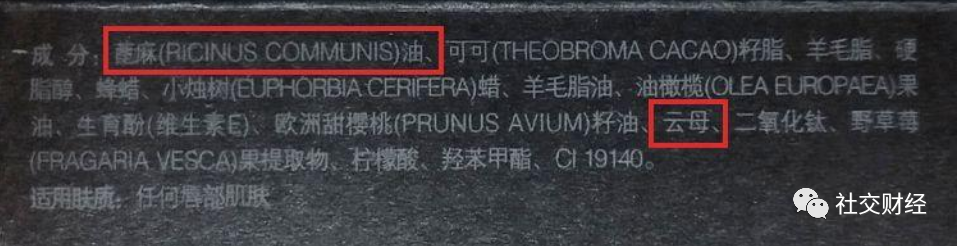 成 分：蓖麻(RICINUS COMMUNIS)油、可可(THEOBROMA CACAO)籽脂、羊毛脂、硬
脂醇、蜂蜡、小烛树(EUPHORBIA CERIFERA)蜡、羊毛脂油、油橄榄(OLEA EUROPAEA)果
油、生育酚(维生素E)、欧洲甜樱桃(PRUNUS AVIUM)籽油、云母、二氧化钛、野草莓
(FRAGARIA VESCA)果提取物、柠檬酸、羟苯甲酯、CI 19140。
适用肤质：任何唇部肌肤
社交财经